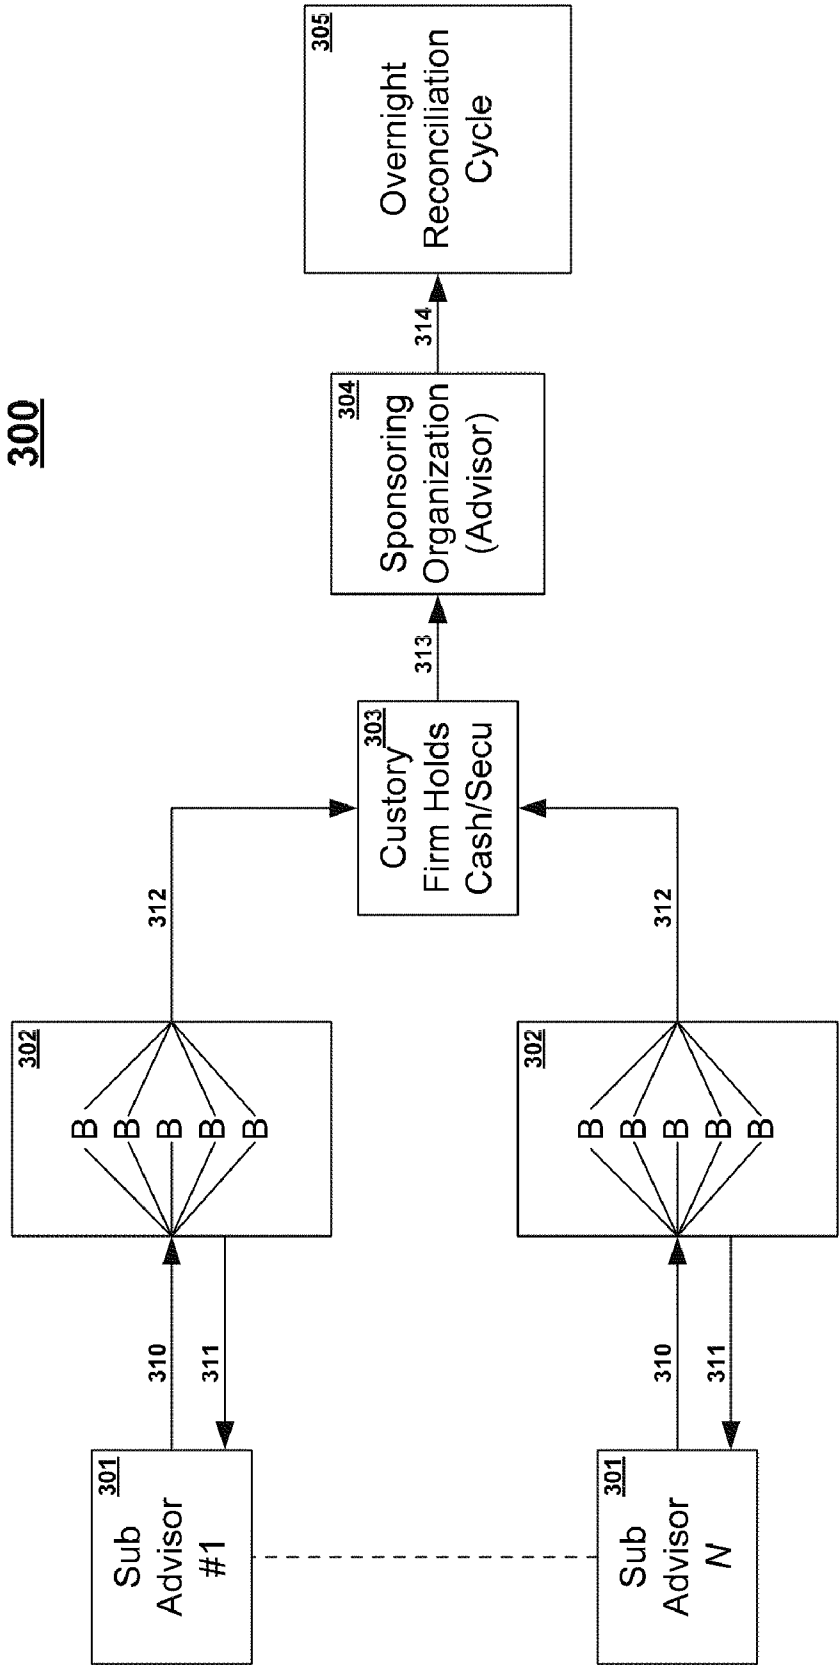 300
301
Sub
Advisor
#1
310
311
302
B
B
B
B
B
312
303
Custory
Firm Holds
Cash/Secu
313
304
Sponsoring
Organization
(Advisor)
314
305
Overnight
Reconciliation
Cycle
301
Sub
Advisor
N
310
311
302
B
B
B
B
B
312